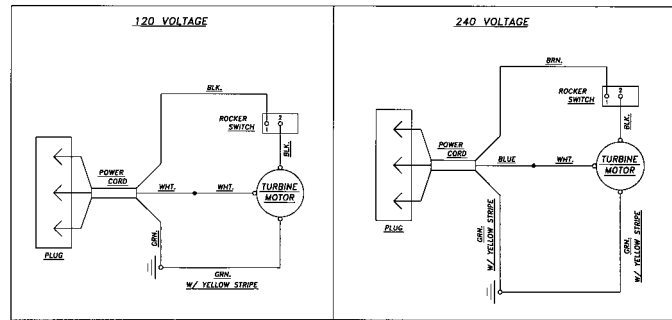 120 VOLTAGE
BLK.
ROCKER
SWITCH
1
2
BLK.
POWER
CORD
WHT.
WHT.
TURBINE
MOTOR
PLUG
GRN.
GRN.
W/ YELLOW STRIPE
240 VOLTAGE
BRN.
ROCKER
SWITCH
1
2
BLK.
POWER
CORD
BLUE
WHT.
TURBINE
MOTOR
PLUG
GRN.
W/ YELLOW STRIPE
GRN.
W/ YELLOW STRIPE